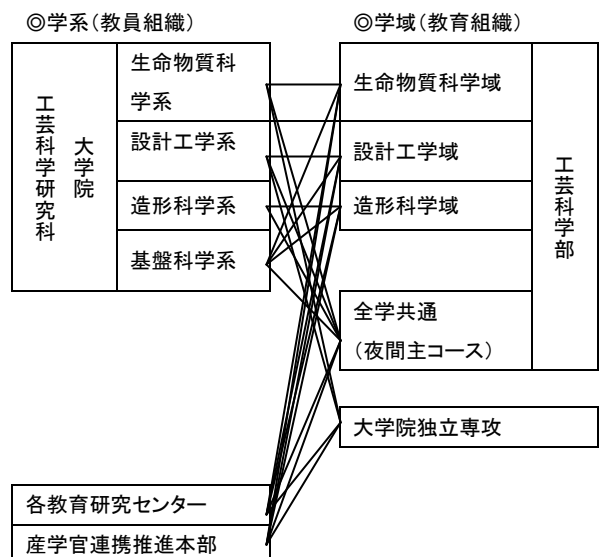 ◎学系（教員組織）
◎学域（教育組織）
工芸科学研究科
大学院
生命物質科
学系
設計工学系
造形科学系
基盤科学系
生命物質科学域
設計工学域
造形科学域
全学共通
（夜間主コース）
工芸科学部
大学院独立専攻
各教育研究センター
産学官連携推進本部